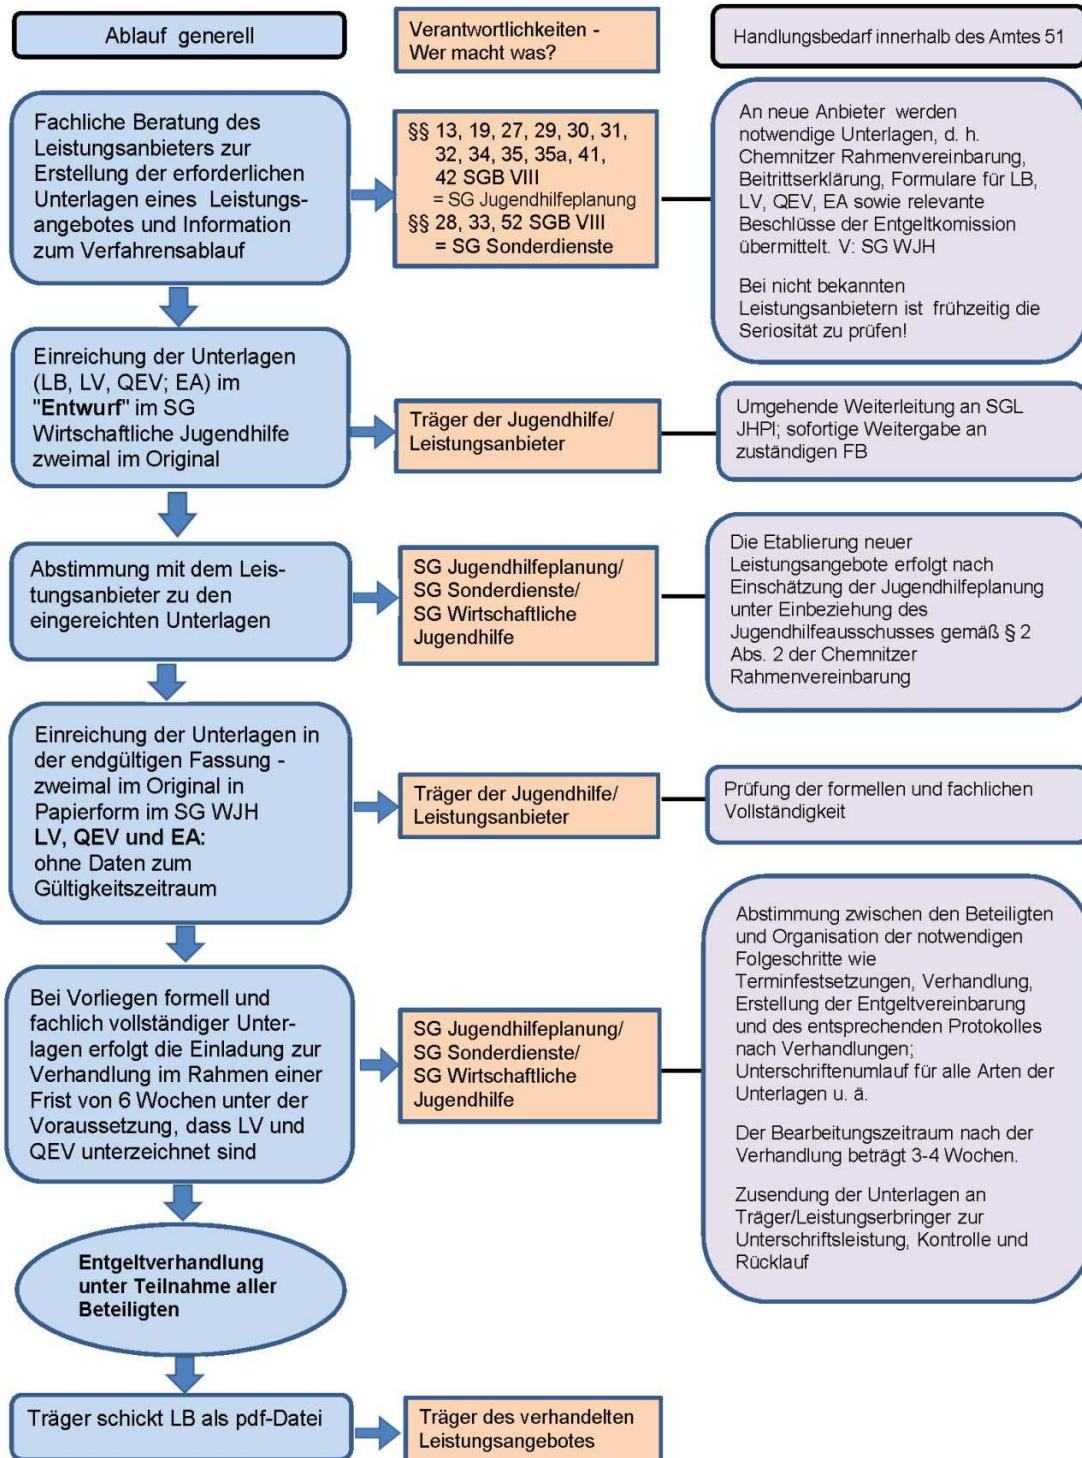 Ablauf generell
Verantwortlichkeiten -
Wer macht was?
Handlungsbedarf innerhalb des Amtes 51
Fachliche Beratung des
Leistungsanbieters zur
Erstellung der erforderlichen
Unterlagen eines Leistungs-
angebotes und Information
zum Verfahrensablauf
§§ 13, 19, 27, 29, 30, 31,
32, 34, 35, 35a, 41,
42 SGB VIII
= SG Jugendhilfeplanung
§§ 28, 33, 52 SGB VIII
= SG Sonderdienste
An neue Anbieter werden
notwendige Unterlagen, d. h.
Chemnitzer Rahmenvereinbarung,
Beitrittserklärung, Formulare für LB,
LV, QEV, EA sowie relevante
Beschlüsse der Entgeltkomission
übermittelt. V: SG WJH
Bei nicht bekannten
Leistungsanbietern ist frühzeitig die
Seriosität zu prüfen!
Einreichung der Unterlagen
(LB, LV, QEV; EA) im
"Entwurf" im SG
Wirtschaftliche Jugendhilfe
zweimal im Original
Träger der Jugendhilfe/
Leistungsanbieter
Umgehende Weiterleitung an SGL
JHPl; sofortige Weitergabe an
zuständigen FB
Abstimmung mit dem Leis-
tungsanbieter zu den
eingereichten Unterlagen
SG Jugendhilfeplanung/
SG Sonderdienste/
SG Wirtschaftliche
Jugendhilfe
Die Etablierung neuer
Leistungsangebote erfolgt nach
Einschätzung der Jugendhilfeplanung
unter Einbeziehung des
Jugendhilfeausschusses gemäß § 2
Abs. 2 der Chemnitzer
Rahmenvereinbarung
Einreichung der Unterlagen in
der endgültigen Fassung -
zweimal im Original in
Papierform im SG WJH
LV, QEV und EA:
ohne Daten zum
Gültigkeitszeitraum
Träger der Jugendhilfe/
Leistungsanbieter
Prüfung der formellen und fachlichen
Vollständigkeit
Bei Vorliegen formell und
fachlich vollständiger Unter-
lagen erfolgt die Einladung zur
Verhandlung im Rahmen einer
Frist von 6 Wochen unter der
Voraussetzung, dass LV und
QEV unterzeichnet sind
SG Jugendhilfeplanung/
SG Sonderdienste/
SG Wirtschaftliche
Jugendhilfe
Abstimmung zwischen den Beteiligten
und Organisation der notwendigen
Folgeschritte wie
Terminfestsetzungen, Verhandlung,
Erstellung der Entgeltvereinbarung
und des entsprechenden Protokolles
nach Verhandlungen;
Unterschriftenumlauf für alle Arten der
Unterlagen u. ä.
Der Bearbeitungszeitraum nach der
Verhandlung beträgt 3-4 Wochen.
Zusendung der Unterlagen an
Träger/Leistungserbringer zur
Unterschriftsleistung, Kontrolle und
Rücklauf
Entgeltverhandlung
unter Teilnahme aller
Beteiligten
Träger schickt LB als pdf-Datei
Träger des verhandelten
Leistungsangebotes